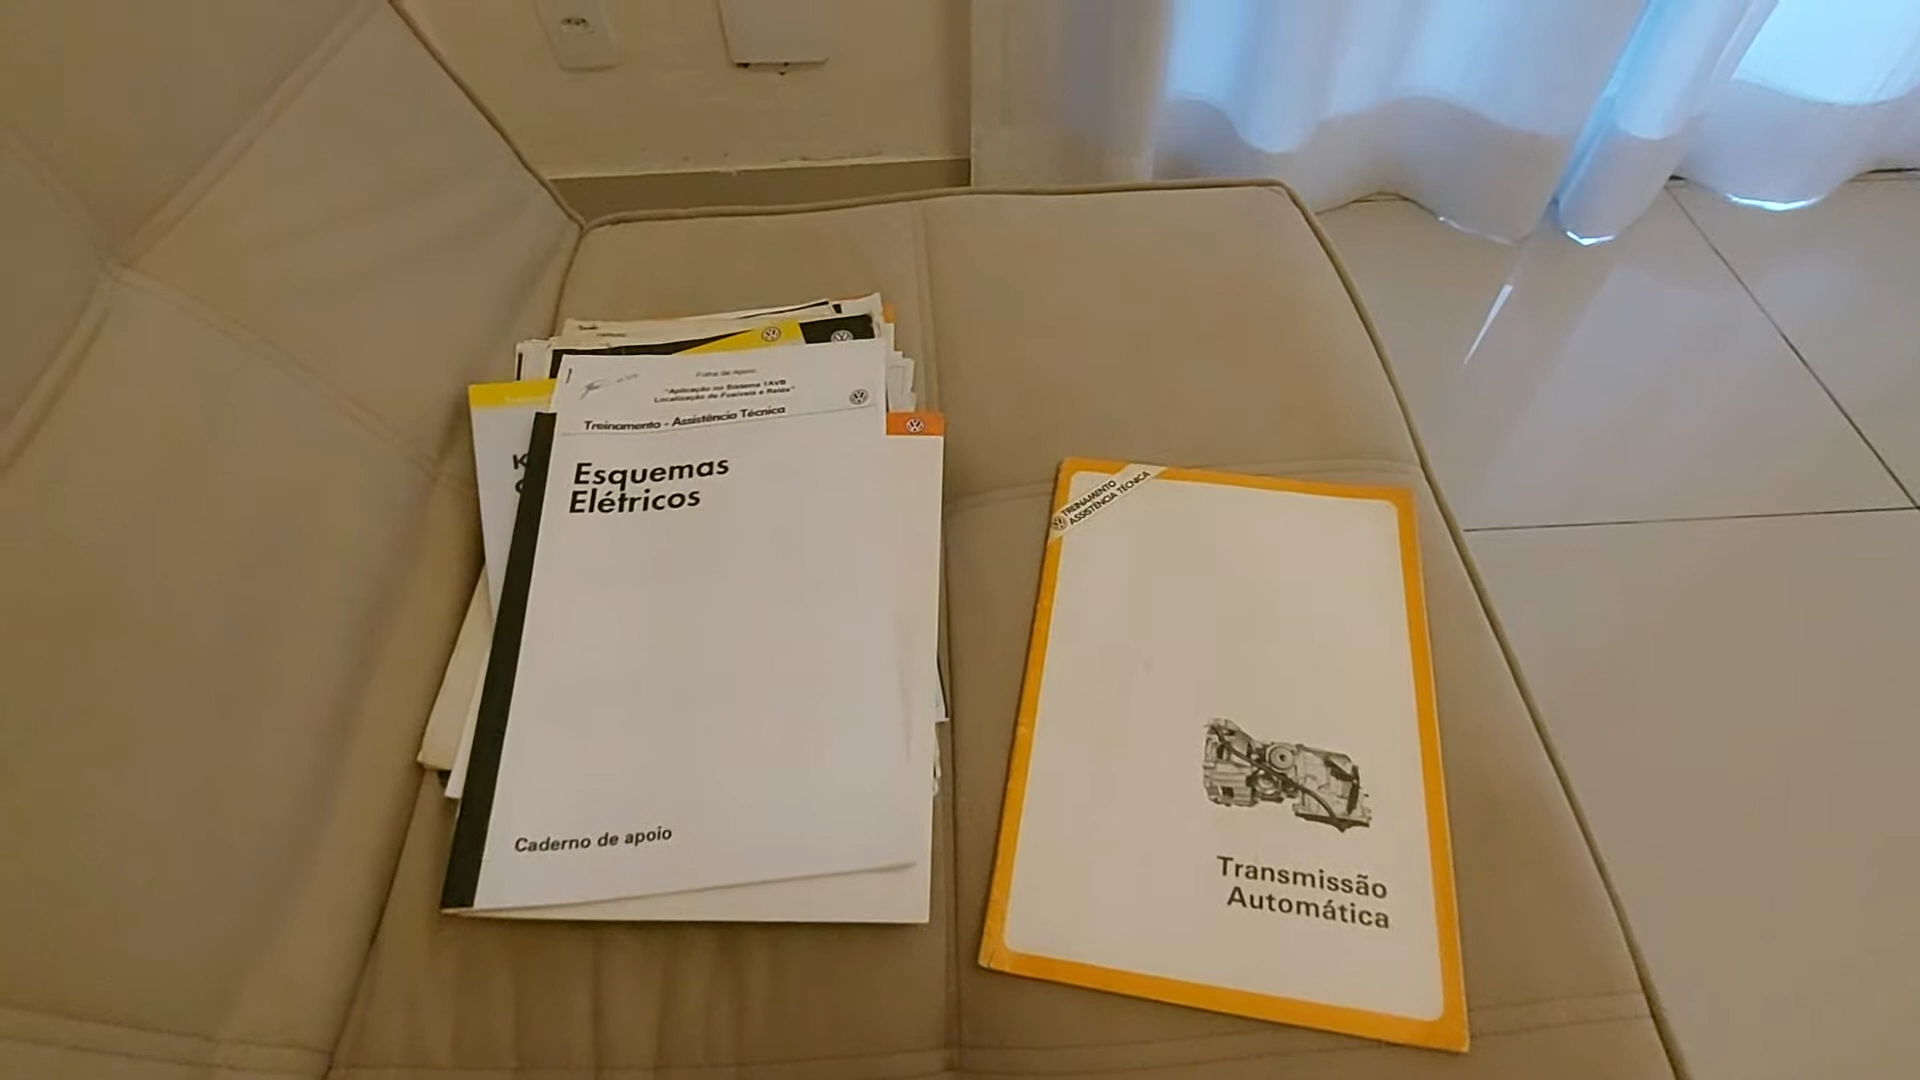 Folha de Apoio
"Aplicação no Sistema 1AVB
Localização de Fusíveis e Relés"
Treinamento - Assistência Técnica
K
Esquemas
Elétricos
Caderno de apoio
TREINAMENTO
ASSISTÊNCIA TÉCNICA
Transmissão
Automática